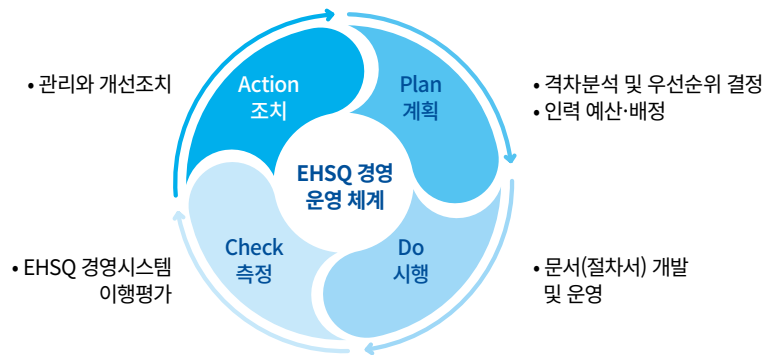 • 관리와 개선조치
Action
조치
Plan
계획
• 격차분석 및 우선순위 결정
• 인력 예산·배정
EHSQ 경영
운영 체계
• EHSQ 경영시스템
이행평가
Check
측정
Do
시행
• 문서(절차서) 개발
및 운영